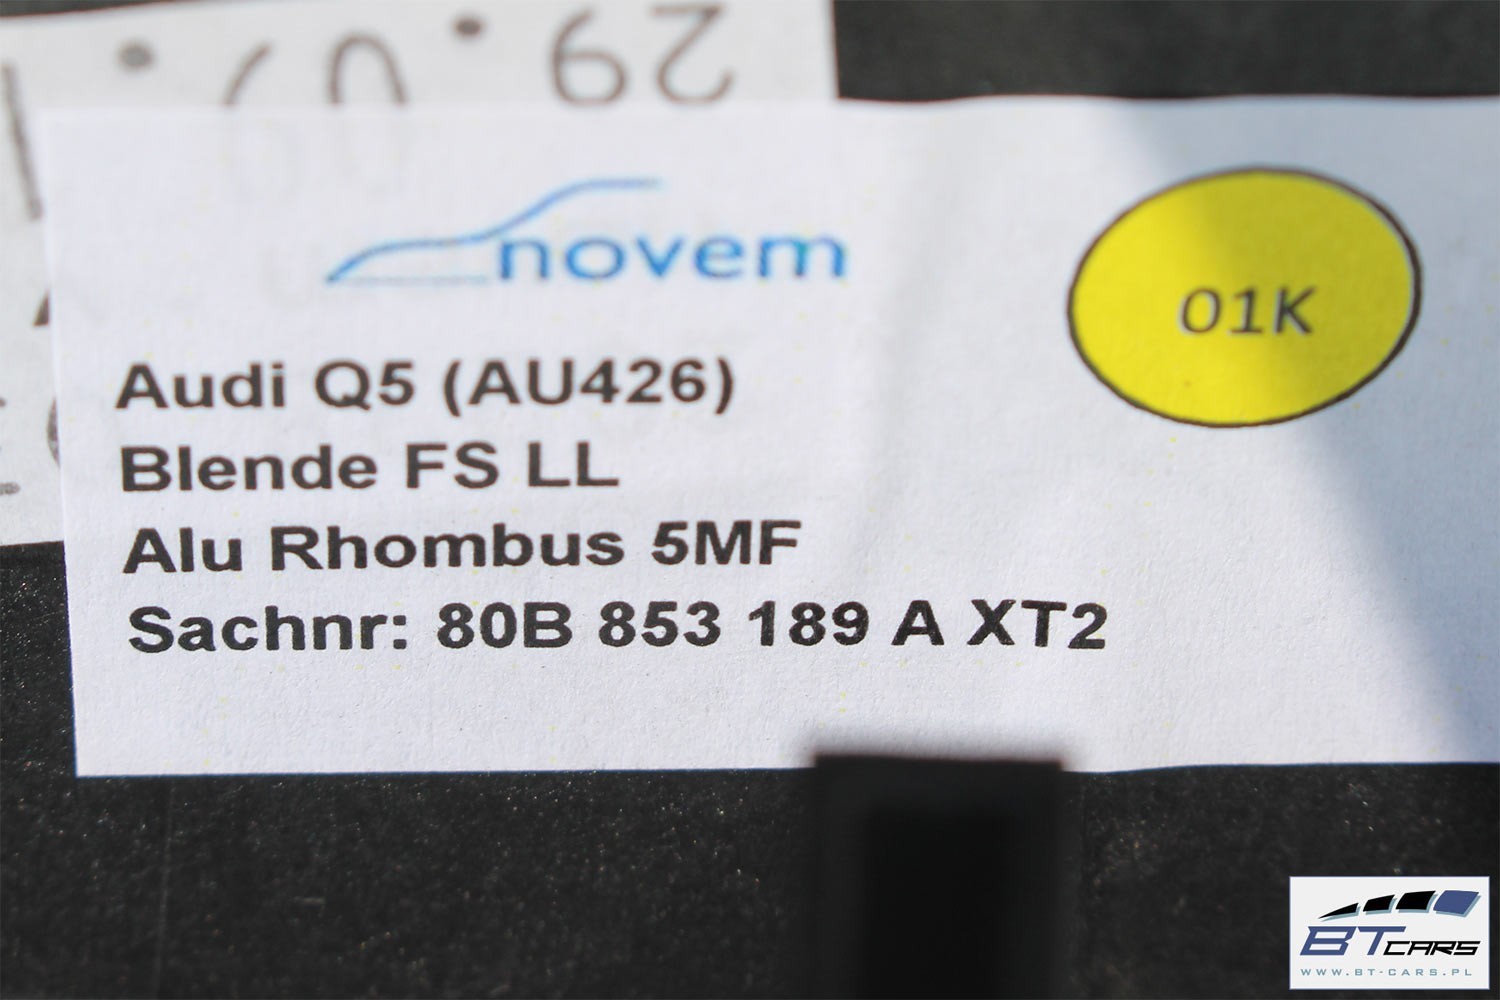 29.07.
novem
01K
Audi Q5 (AU426)
Blende FS LL
Alu Rhombus 5MF
Sachnr: 80B 853 189 A XT2
BT CARS
WWW.BT-CARS.PL